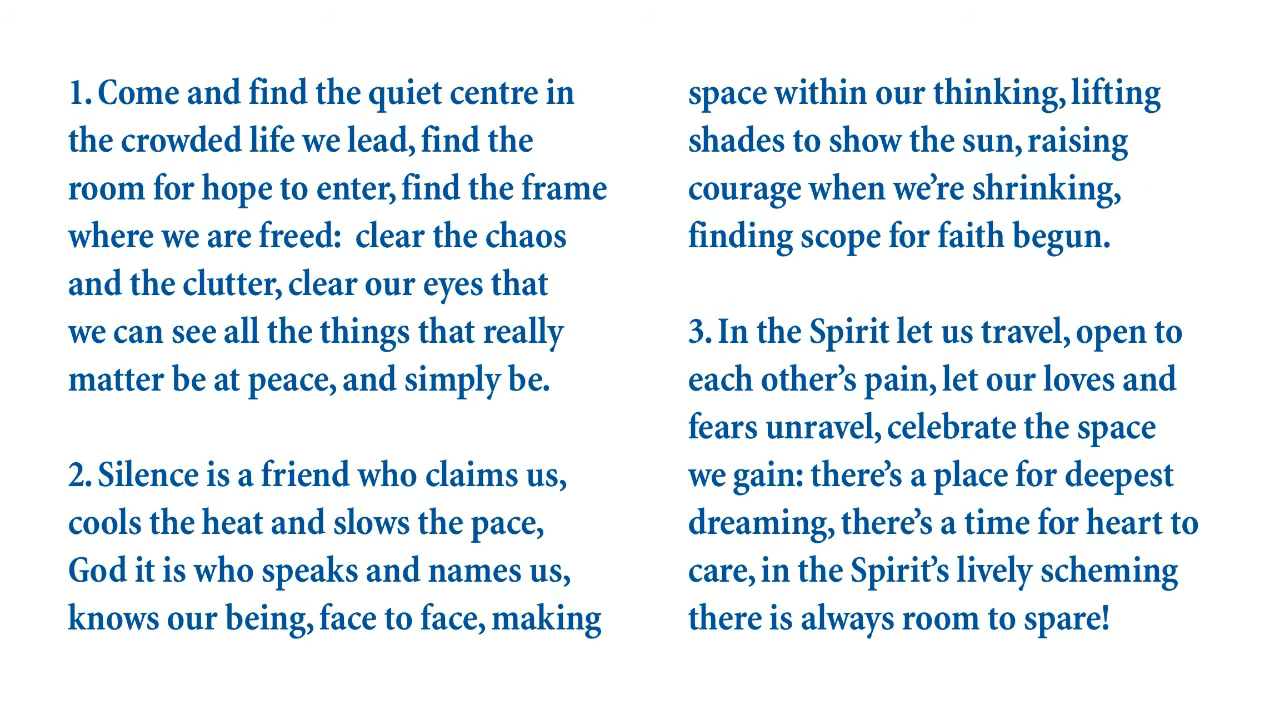 1. Come and find the quiet centre in
the crowded life we lead, find the
room for hope to enter, find the frame
where we are freed:  clear the chaos
and the clutter, clear our eyes that
we can see all the things that really
matter be at peace, and simply be.
2. Silence is a friend who claims us,
cools the heat and slows the pace,
God it is who speaks and names us,
knows our being, face to face, making
space within our thinking, lifting
shades to show the sun, raising
courage when we’re shrinking,
finding scope for faith begun.
3. In the Spirit let us travel, open to
each other’s pain, let our loves and
fears unravel, celebrate the space
we gain: there’s a place for deepest
dreaming, there’s a time for heart to
care, in the Spirit’s lively scheming
there is always room to spare!